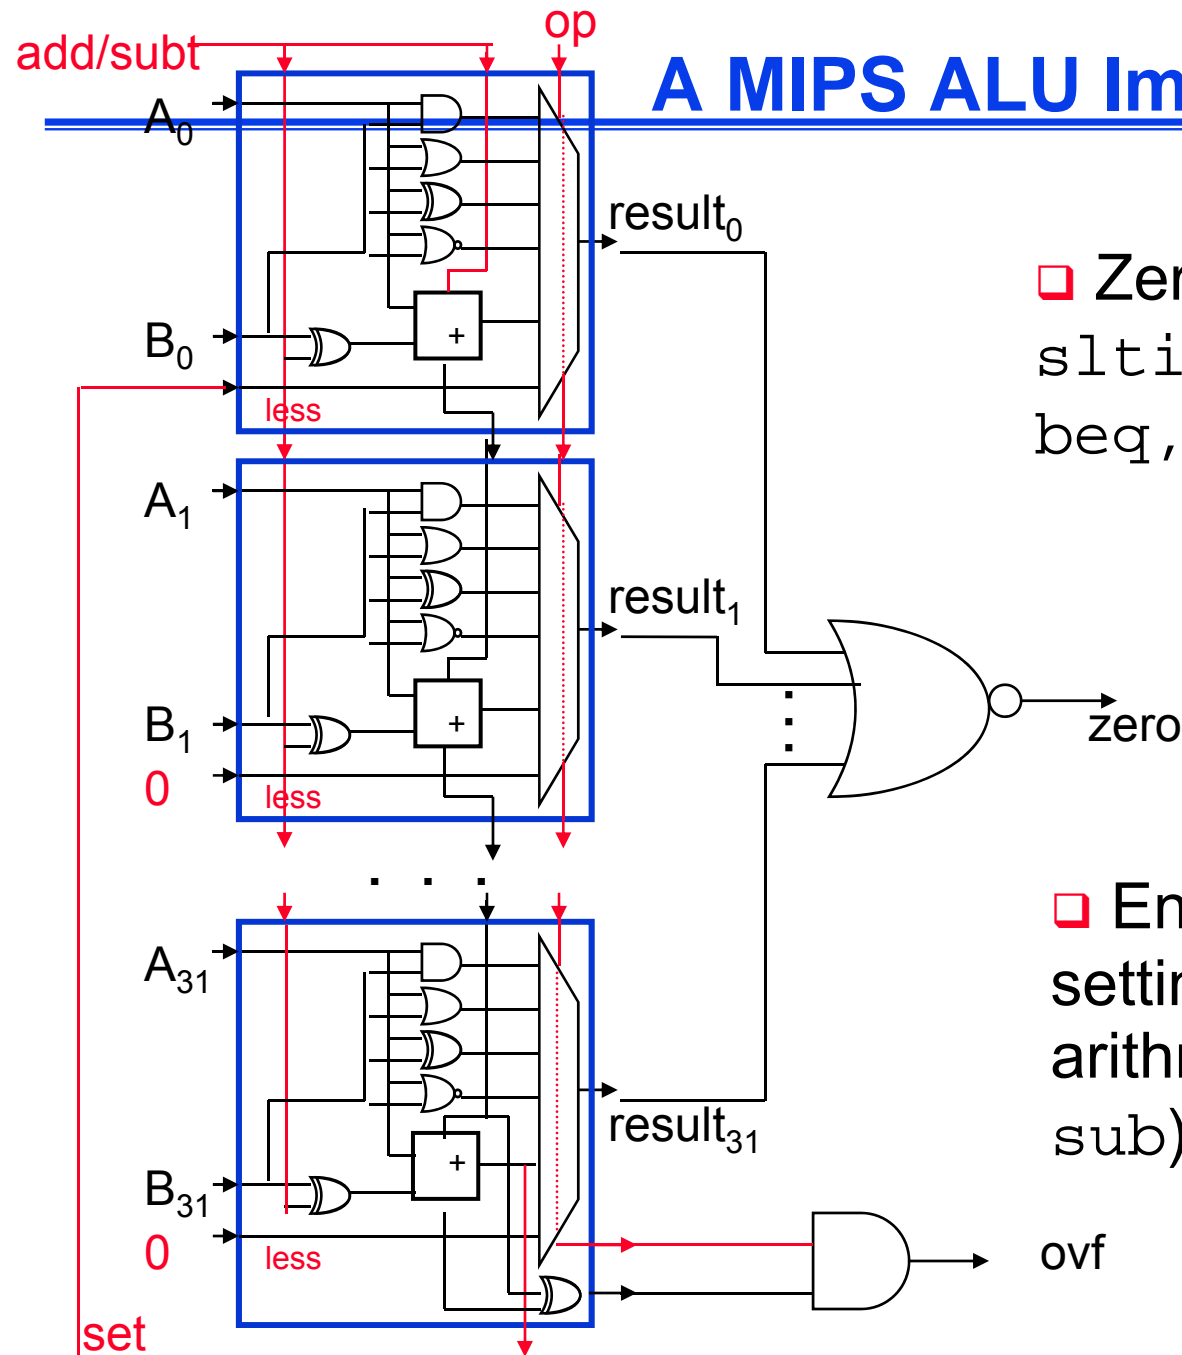 add/subt
op
A MIPS ALU Im
A0
result0
Zer
slti
beq,
B0
+
less
A1
result1
B1
+
0
less
zero
. . .
A31
En
settin
arithr
sub)
result31
+
B31
0
less
ovf
set